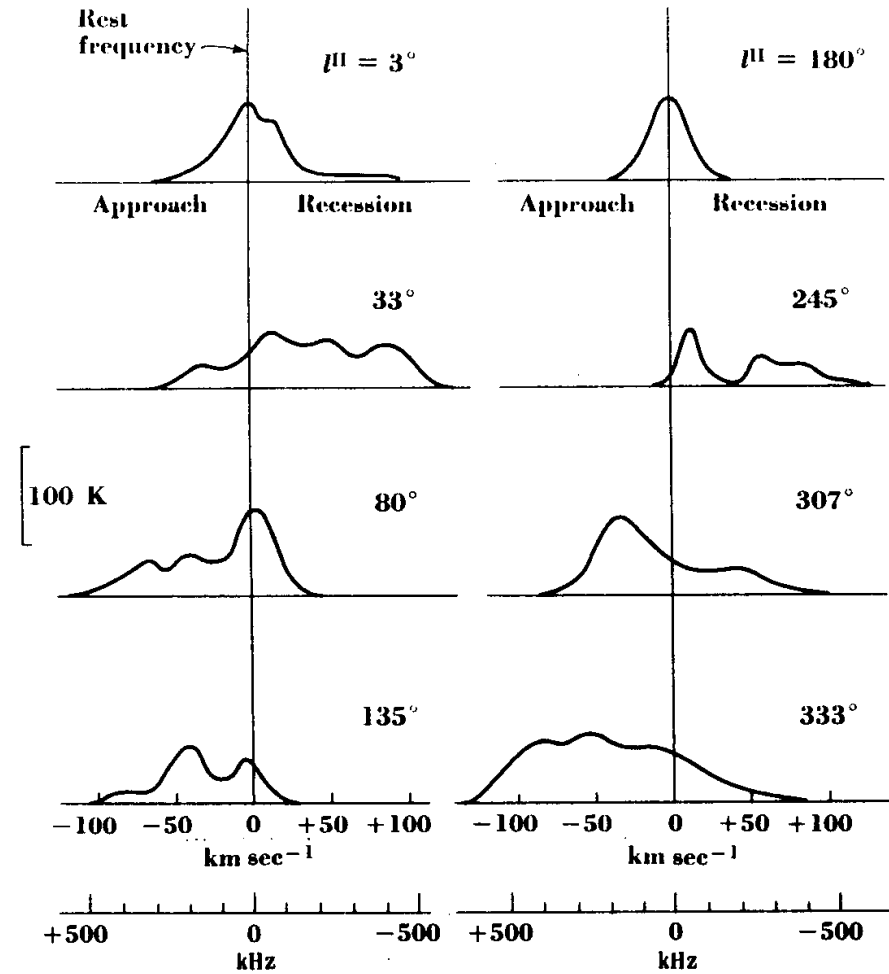 Rest
frequency
lᴵᴵ = 3°
lᴵᴵ = 180°
Approach Recession
Approach Recession
33°
245°
100 K
80°
307°
135°
333°
−100 −50 0 +50 +100
km sec⁻¹
−100 −50 0 +50 +100
km sec⁻¹
+500 0 −500
kHz
+500 0 −500
kHz